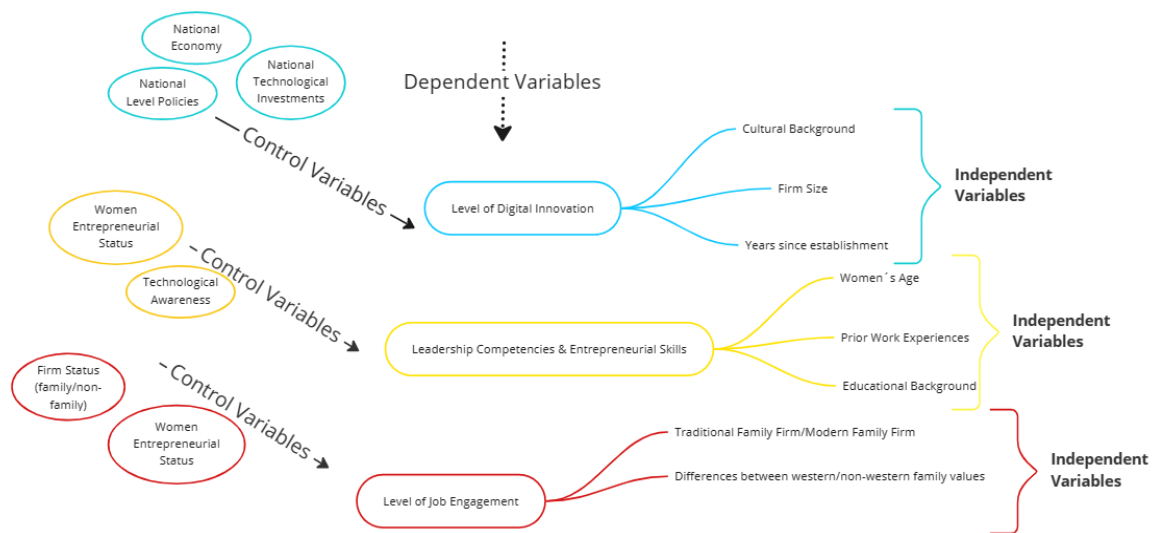 National
Economy
National
Technological
Investments
National
Level Policies
Dependent Variables
Control Variables
Cultural Background
Level of Digital Innovation
Firm Size
Years since establishment
Independent
Variables
Women
Entrepreneurial
Status
Technological
Awareness
Control Variables
Women´s Age
Leadership Competencies & Entrepreneurial Skills
Prior Work Experiences
Educational Background
Independent
Variables
Firm Status
(family/non-
family)
Women
Entrepreneurial
Status
Control Variables
Traditional Family Firm/Modern Family Firm
Differences between western/non-western family values
Level of Job Engagement
Independent
Variables